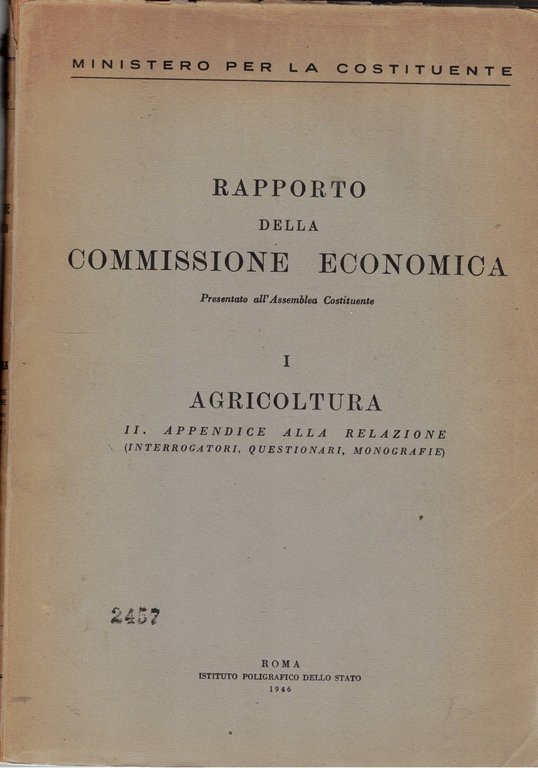 MINISTERO PER LA COSTITUENTE
RAPPORTO
DELLA
COMMISSIONE ECONOMICA
Presentato all'Assemblea Costituente
I
AGRICOLTURA
II. APPENDICE ALLA RELAZIONE
(INTERROGATORI, QUESTIONARI, MONOGRAFIE)
2457
ROMA
ISTITUTO POLIGRAFICO DELLO STATO
1946